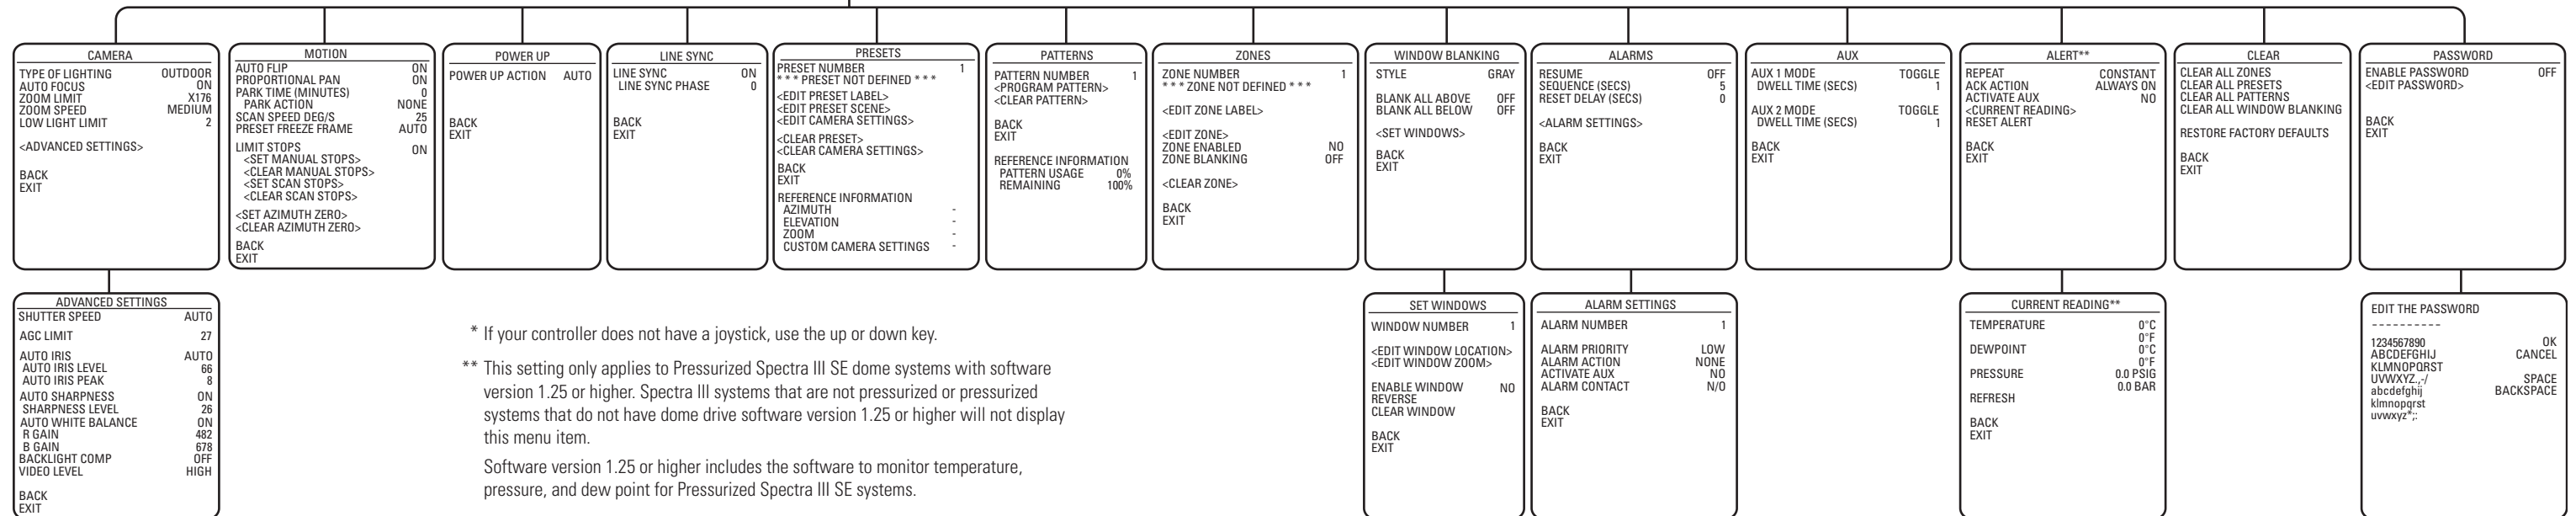 CAMERA
TYPE OF LIGHTING OUTDOOR
AUTO FOCUS ON
ZOOM LIMIT X176
ZOOM SPEED MEDIUM
LOW LIGHT LIMIT 2
<ADVANCED SETTINGS>
BACK
EXIT
MOTION
AUTO FLIP ON
PROPORTIONAL PAN ON
PARK TIME (MINUTES) 0
PARK ACTION NONE
SCAN SPEED DEG/S 25
PRESET FREEZE FRAME AUTO
LIMIT STOPS ON
<SET MANUAL STOPS>
<CLEAR MANUAL STOPS>
<SET SCAN STOPS>
<CLEAR SCAN STOPS>
<SET AZIMUTH ZERO>
<CLEAR AZIMUTH ZERO>
BACK
EXIT
POWER UP
POWER UP ACTION AUTO
BACK
EXIT
LINE SYNC
LINE SYNC ON
LINE SYNC PHASE 0
BACK
EXIT
PRESETS
PRESET NUMBER 1
* * * PRESET NOT DEFINED * * *
<EDIT PRESET LABEL>
<EDIT PRESET SCENE>
<EDIT CAMERA SETTINGS>
<CLEAR PRESET>
<CLEAR CAMERA SETTINGS>
BACK
EXIT
REFERENCE INFORMATION
AZIMUTH -
ELEVATION -
ZOOM -
CUSTOM CAMERA SETTINGS -
PATTERNS
PATTERN NUMBER 1
<PROGRAM PATTERN>
<CLEAR PATTERN>
BACK
EXIT
REFERENCE INFORMATION
PATTERN USAGE 0%
REMAINING 100%
ZONES
ZONE NUMBER 1
* * * ZONE NOT DEFINED * * *
<EDIT ZONE LABEL>
<EDIT ZONE>
ZONE ENABLED NO
ZONE BLANKING OFF
<CLEAR ZONE>
BACK
EXIT
WINDOW BLANKING
STYLE GRAY
BLANK ALL ABOVE OFF
BLANK ALL BELOW OFF
<SET WINDOWS>
BACK
EXIT
ALARMS
RESUME OFF
SEQUENCE (SECS) 5
RESET DELAY (SECS) 0
<ALARM SETTINGS>
BACK
EXIT
AUX
AUX 1 MODE TOGGLE
DWELL TIME (SECS) 1
AUX 2 MODE TOGGLE
DWELL TIME (SECS) 1
BACK
EXIT
ALERT**
REPEAT CONSTANT
ACK ACTION ALWAYS ON
ACTIVATE AUX NO
<CURRENT READING>
RESET ALERT
BACK
EXIT
CLEAR
CLEAR ALL ZONES
CLEAR ALL PRESETS
CLEAR ALL PATTERNS
CLEAR ALL WINDOW BLANKING
RESTORE FACTORY DEFAULTS
BACK
EXIT
PASSWORD
ENABLE PASSWORD OFF
<EDIT PASSWORD>
BACK
EXIT
ADVANCED SETTINGS
SHUTTER SPEED AUTO
AGC LIMIT 27
AUTO IRIS AUTO
AUTO IRIS LEVEL 66
AUTO IRIS PEAK 8
AUTO SHARPNESS ON
SHARPNESS LEVEL 26
AUTO WHITE BALANCE ON
R GAIN 482
B GAIN 678
BACKLIGHT COMP OFF
VIDEO LEVEL HIGH
BACK
EXIT
* If your controller does not have a joystick, use the up or down key.
** This setting only applies to Pressurized Spectra III SE dome systems with software
version 1.25 or higher. Spectra III systems that are not pressurized or pressurized
systems that do not have dome drive software version 1.25 or higher will not display
this menu item.
Software version 1.25 or higher includes the software to monitor temperature,
pressure, and dew point for Pressurized Spectra III SE systems.
SET WINDOWS
WINDOW NUMBER 1
<EDIT WINDOW LOCATION>
<EDIT WINDOW ZOOM>
ENABLE WINDOW NO
REVERSE
CLEAR WINDOW
BACK
EXIT
ALARM SETTINGS
ALARM NUMBER 1
ALARM PRIORITY LOW
ALARM ACTION NONE
ACTIVATE AUX NO
ALARM CONTACT N/O
BACK
EXIT
CURRENT READING**
TEMPERATURE 0°C
0°F
DEWPOINT 0°C
0°F
PRESSURE 0.0 PSIG
0.0 BAR
REFRESH
BACK
EXIT
EDIT THE PASSWORD
----------
1234567890 OK
ABCDEFGHIJ CANCEL
KLMNOPQRST
UVWXYZ.,-/ SPACE
abcdefghij BACKSPACE
klmnopqrst
uvwxyz*;: